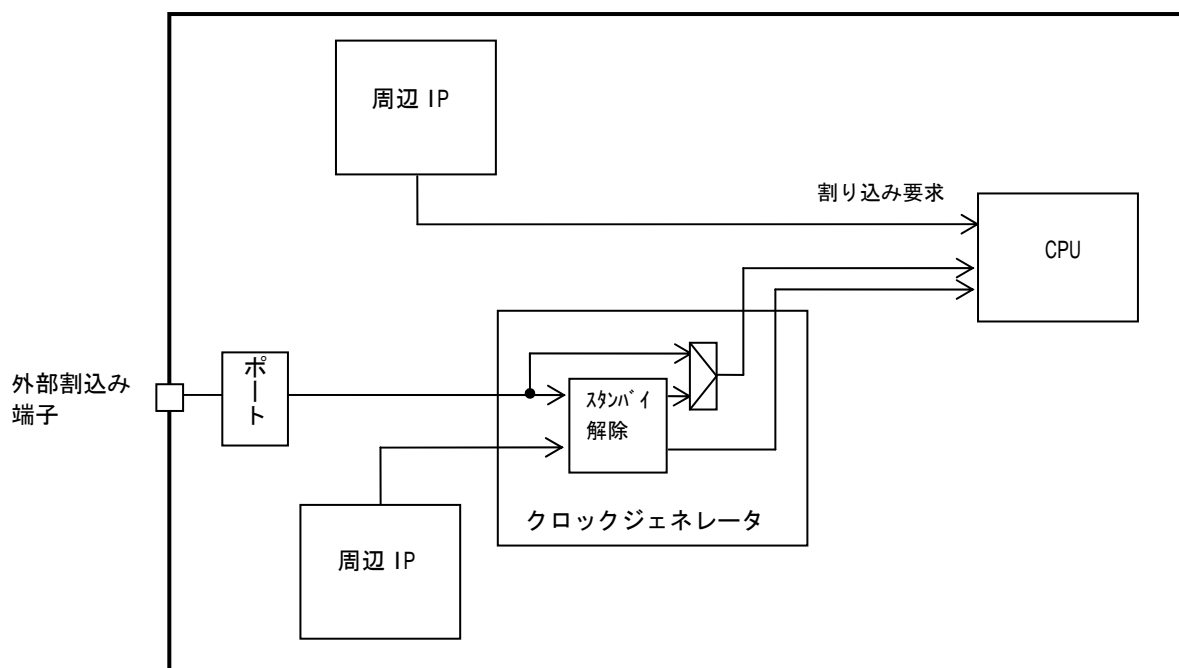 周辺 IP
割り込み要求
CPU
ポート
外部割込み
端子
ｽﾀﾝﾊﾞｲ
解除
クロックジェネレータ
周辺 IP